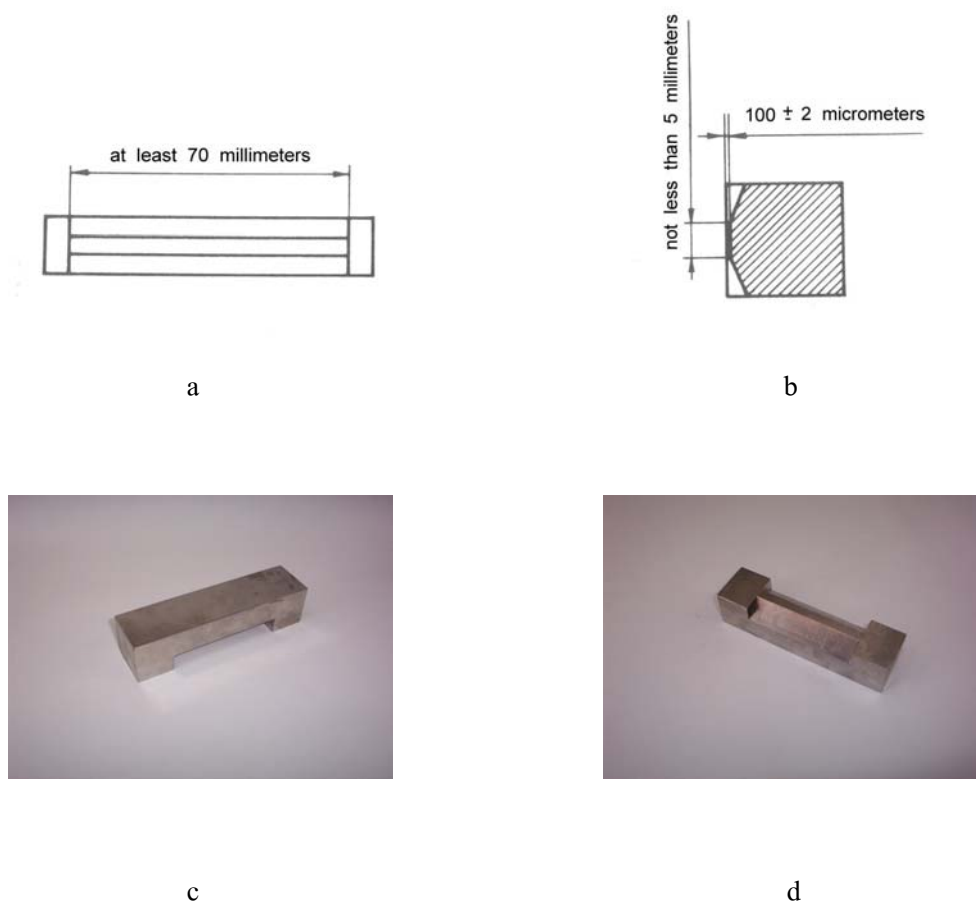 at least 70 millimeters
not less than 5 millimeters
100 ± 2 micrometers
a
b
c
d